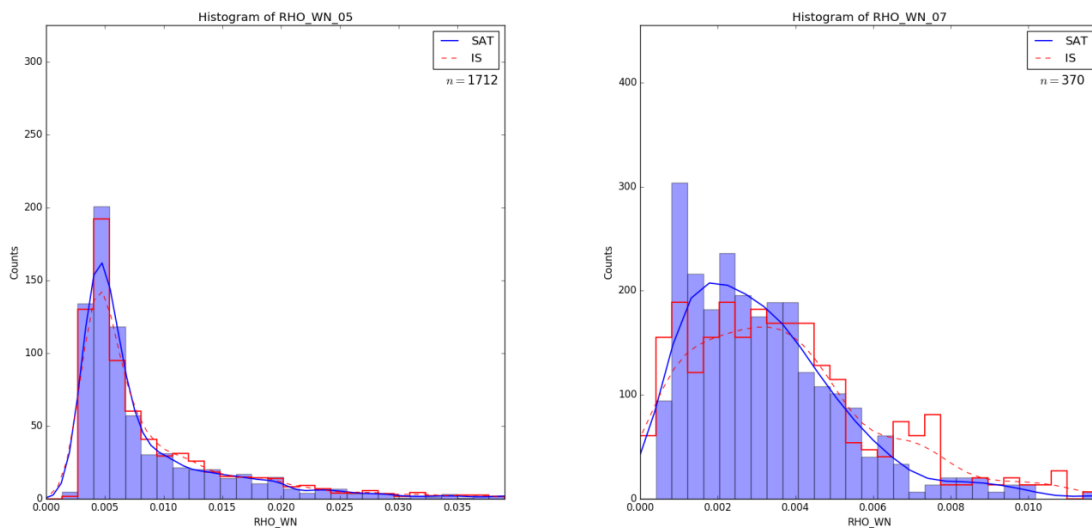 Histogram of RHO_WN_05
SAT
IS
n=1712
300
250
200
150
100
50
0
Counts
0.000
0.005
0.010
0.015
0.020
0.025
0.030
0.035
RHO_WN
Histogram of RHO_WN_07
SAT
IS
n=370
400
300
200
100
0
Counts
0.000
0.002
0.004
0.006
0.008
0.010
RHO_WN